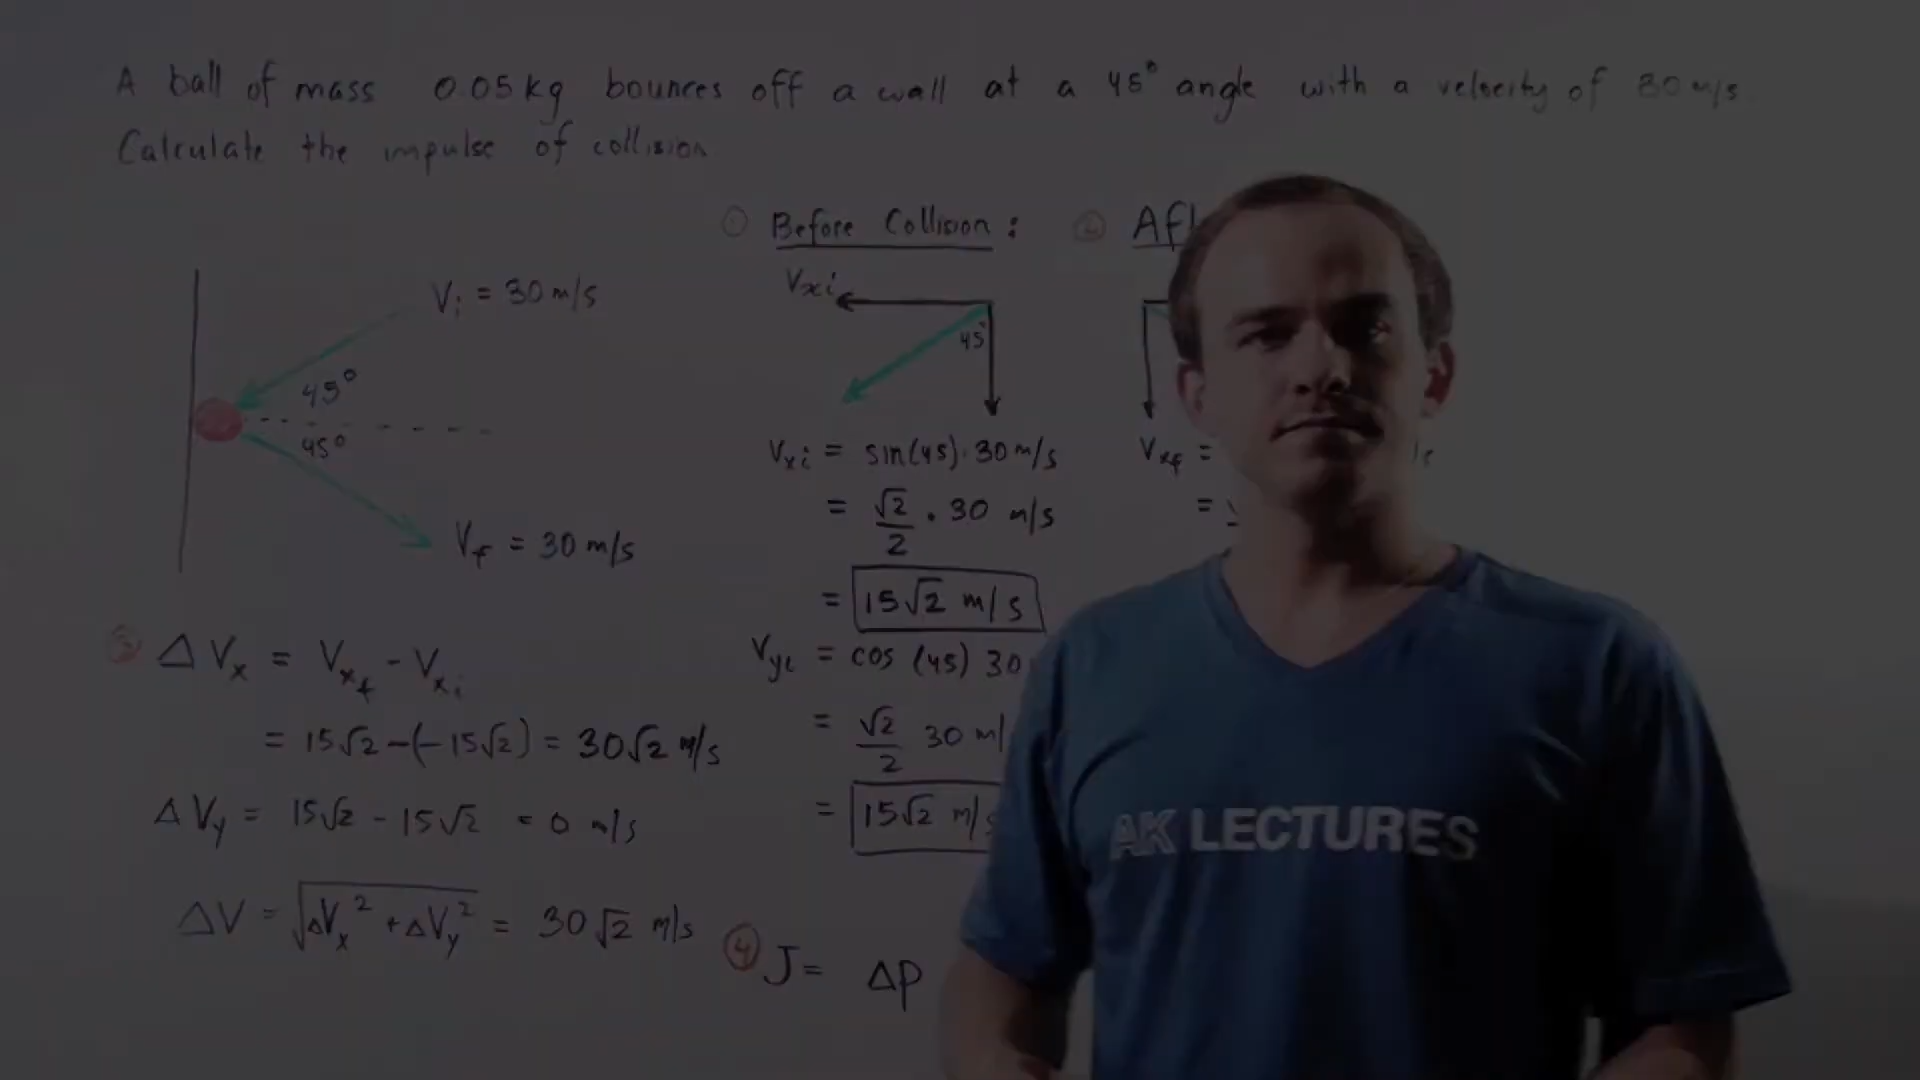 A ball of mass 0.05kg bounces off a wall at a 45° angle with a velocity of 30 m/s.
Calculate the impulse of collision
① Before Collision :
②
Vxi
Vi = 30 m/s
45°
45
45°
Vf = 30 m/s
Vxi = sin(45)·30 m/s
= √2/2 · 30 m/s
= 15√2 m/s
Vxf =
=
Vyi = cos (45) 30
= √2/2 30 m/
= 15√2 m/s
③ ΔVx = Vxf - Vxi
= 15√2 -(-15√2) = 30√2 m/s
ΔVy = 15√2 - 15√2 = 0 m/s
ΔV = √ΔVx² + ΔVy² = 30√2 m/s
④ J = ΔP
AK LECTURES